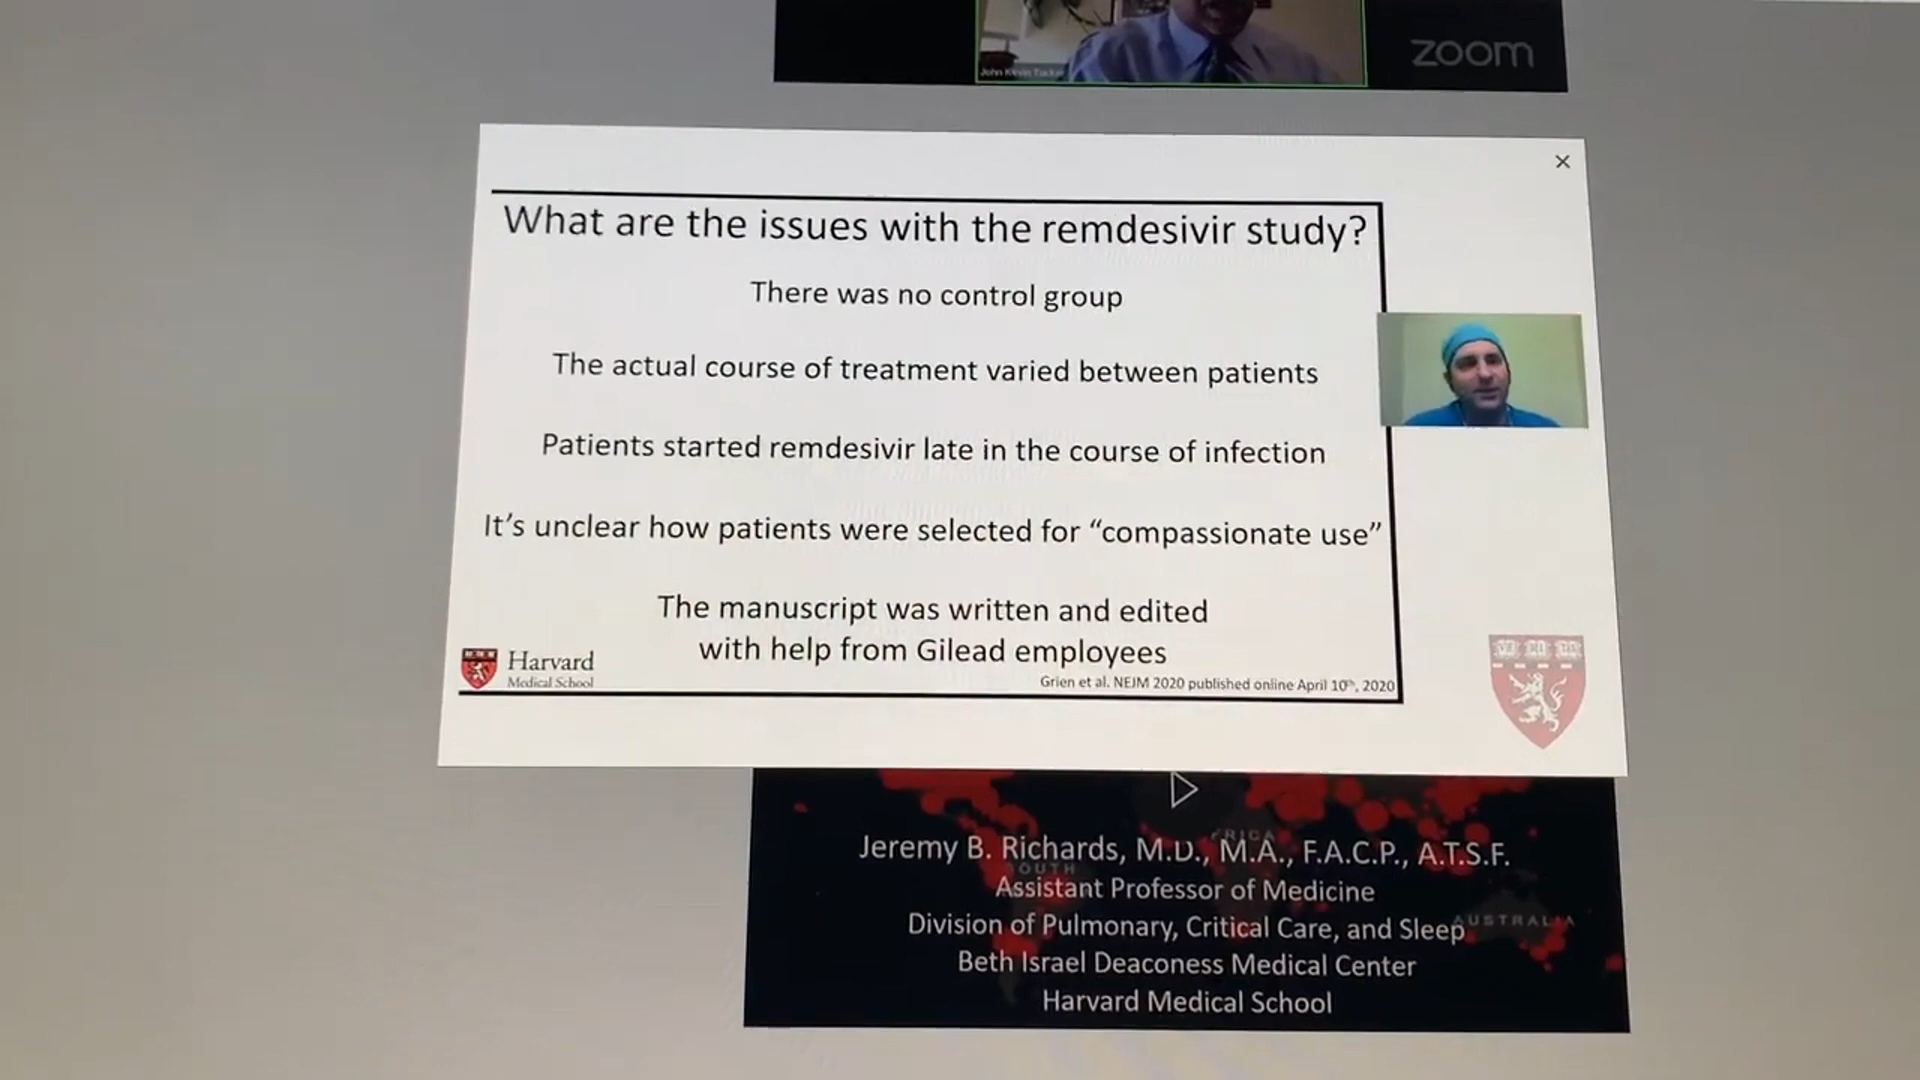 John Kevin Tucker
zoom
What are the issues with the remdesivir study?
There was no control group
The actual course of treatment varied between patients
Patients started remdesivir late in the course of infection
It's unclear how patients were selected for “compassionate use”
The manuscript was written and edited
with help from Gilead employees
Harvard
Medical School
Grien et al. NEJM 2020 published online April 10th, 2020
Jeremy B. Richards, M.D., M.A., F.A.C.P., A.T.S.F.
Assistant Professor of Medicine
Division of Pulmonary, Critical Care, and Sleep
AUSTRALIA
Beth Israel Deaconess Medical Center
Harvard Medical School